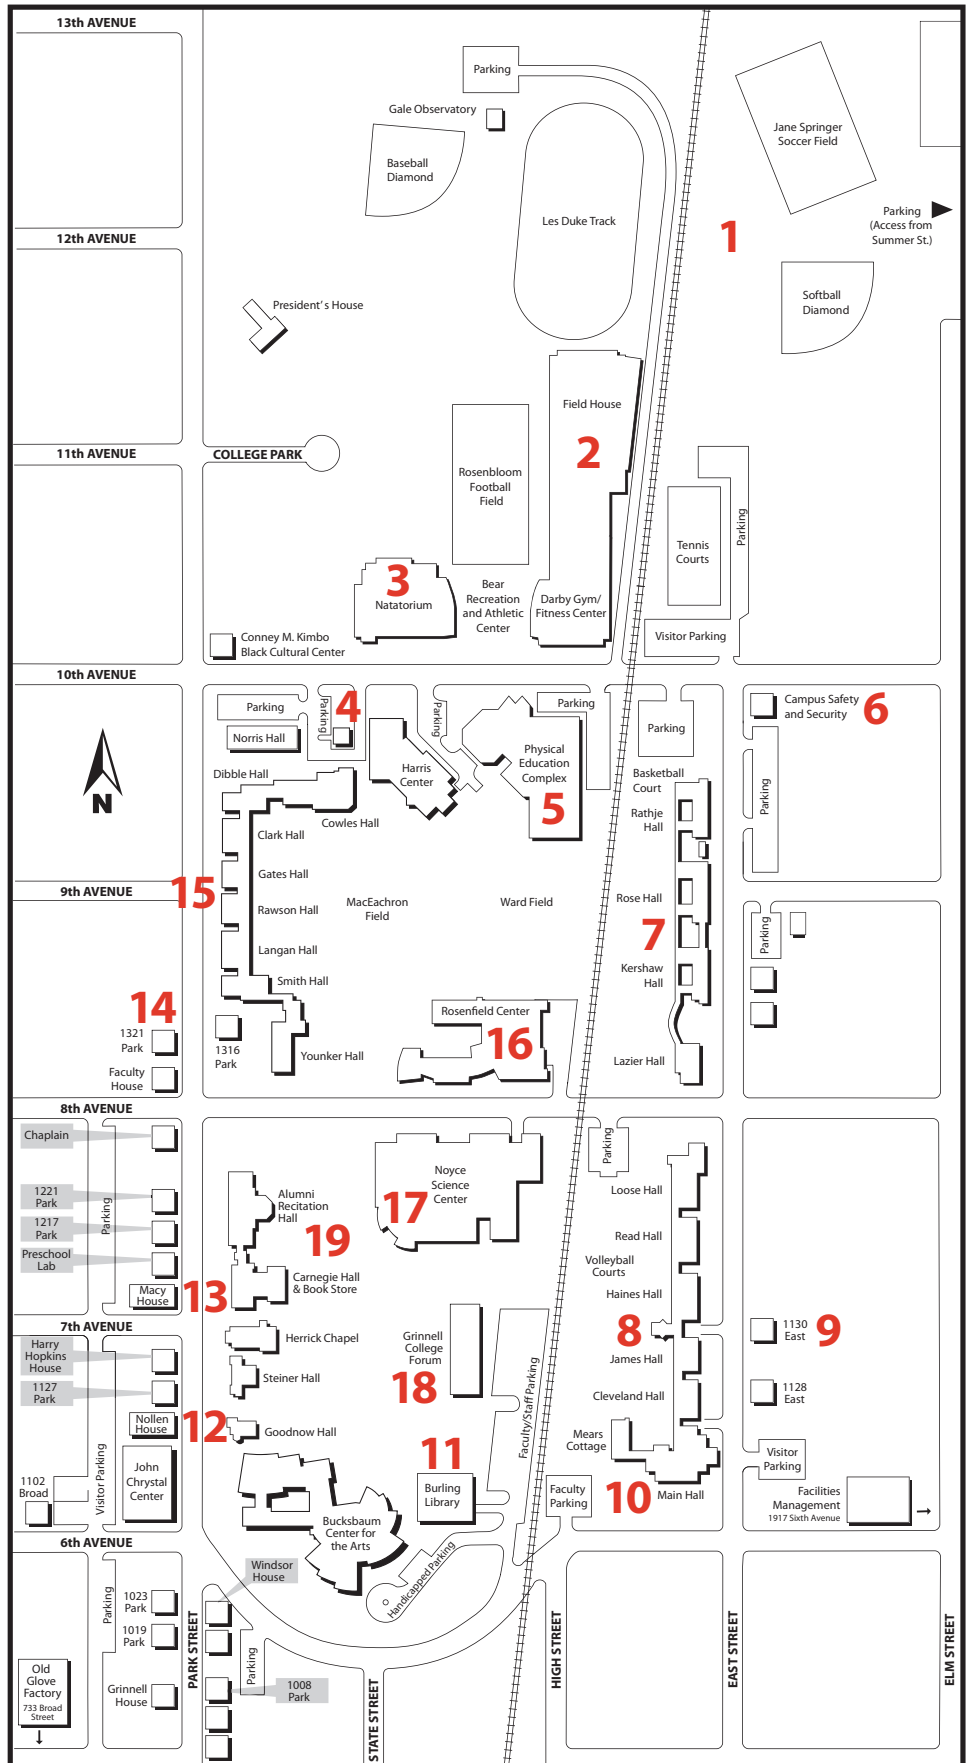 13th AVENUE
Parking
Gale Observatory
Jane Springer
Soccer Field
Baseball
Diamond
Les Duke Track
Parking
(Access from
Summer St.)
1
12th AVENUE
Softball
Diamond
President's House
Field House
2
11th AVENUE
COLLEGE PARK
Rosenbloom
Football
Field
Parking
Tennis
Courts
3
Natatorium
Bear
Recreation
and Athletic
Center
Darby Gym/
Fitness Center
Visitor Parking
Conney M. Kimbo
Black Cultural Center
10th AVENUE
Parking
Parking
4
Parking
Parking
Parking
Campus Safety
and Security
6
Norris Hall
N
Dibble Hall
Harris
Center
Physical
Education
Complex
5
Basketball
Court
Rathje
Hall
Parking
Cowles Hall
Clark Hall
Gates Hall
9th AVENUE
15
Rawson Hall
MacEachron
Field
Ward Field
Rose Hall
7
Parking
Langan Hall
Smith Hall
Kershaw
Hall
14
1321
Park
1316
Park
Younker Hall
Rosenfield Center
16
Lazier Hall
Faculty
House
8th AVENUE
Chaplain
Parking
Noyce
Science
Center
17
Loose Hall
1221
Park
Parking
Alumni
Recitation
Hall
19
1217
Park
Read Hall
Preschool
Lab
Volleyball
Courts
Macy
House
13
Carnegie Hall
& Book Store
Haines Hall
7th AVENUE
Harry
Hopkins
House
Herrick Chapel
Grinnell
College
Forum
18
8
1130
East
9
James Hall
Steiner Hall
1127
Park
Faculty/Staff Parking
Cleveland Hall
1128
East
Nollen
House
12
Goodnow Hall
Mears
Cottage
11
Visitor Parking
John
Chrystal
Center
Visitor
Parking
1102
Broad
Burling
Library
Faculty
Parking
10
Main Hall
Facilities
Management
1917 Sixth Avenue
Bucksbaum
Center for
the Arts
6th AVENUE
Handicapped Parking
Windsor
House
Parking
1023
Park
1019
Park
PARK STREET
Parking
HIGH STREET
EAST STREET
ELM STREET
Old
Glove
Factory
733 Broad
Street
Grinnell
House
1008
Park
STATE STREET